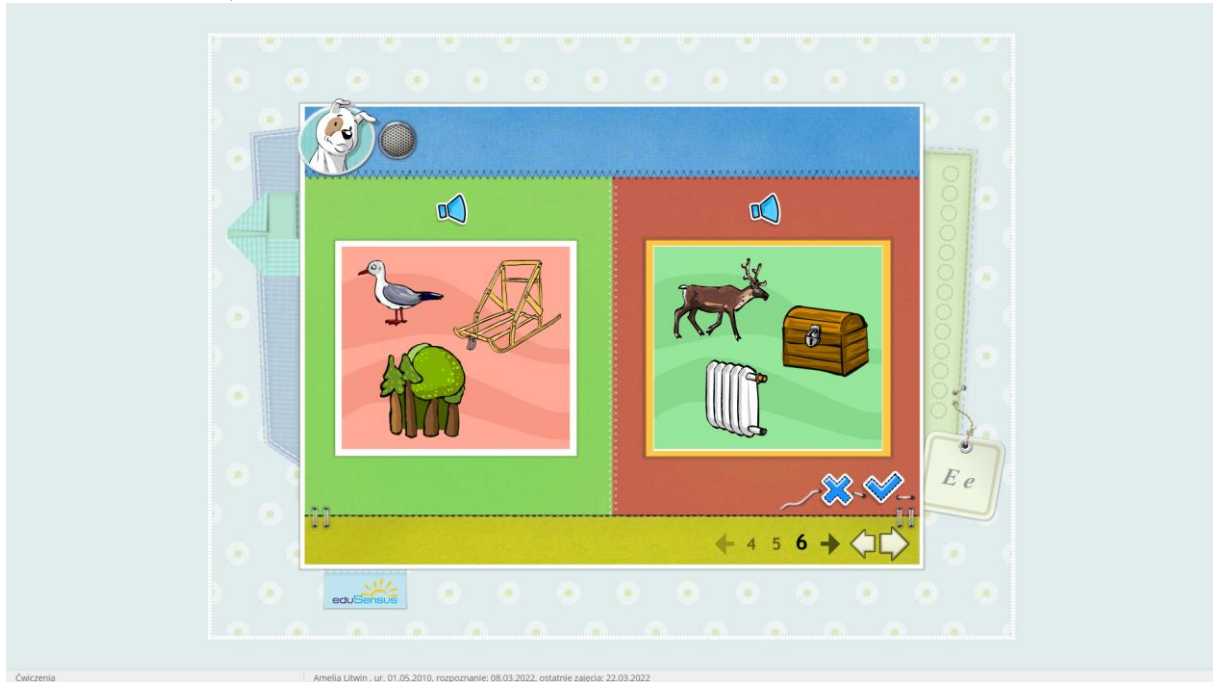 E e
4 5 6
eduSensus
Ćwiczenia
Amelia Litwin , ur. 01.05.2010, rozpoznanie: 08.03.2022, ostatnie zajęcia: 22.03.2022